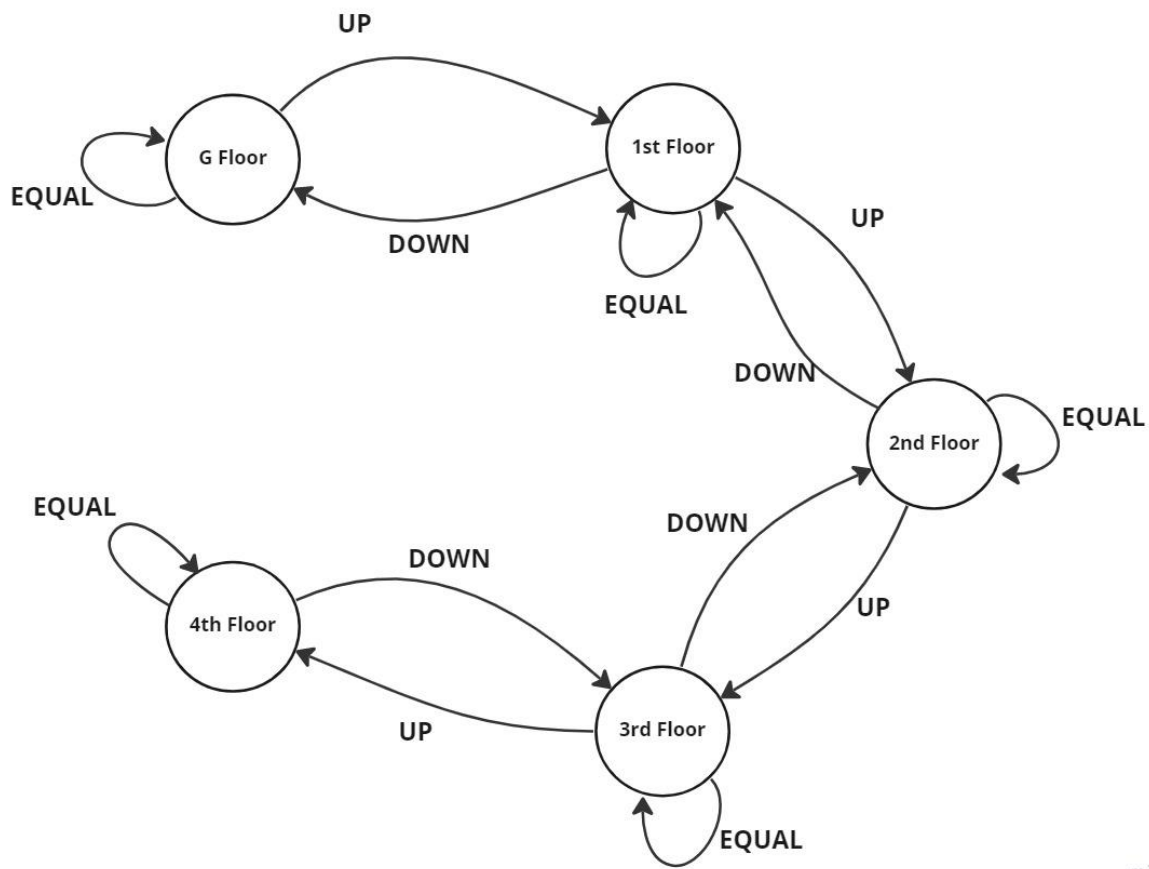 UP
G Floor
1st Floor
EQUAL
DOWN
UP
EQUAL
DOWN
2nd Floor
EQUAL
EQUAL
DOWN
DOWN
4th Floor
UP
UP
3rd Floor
EQUAL